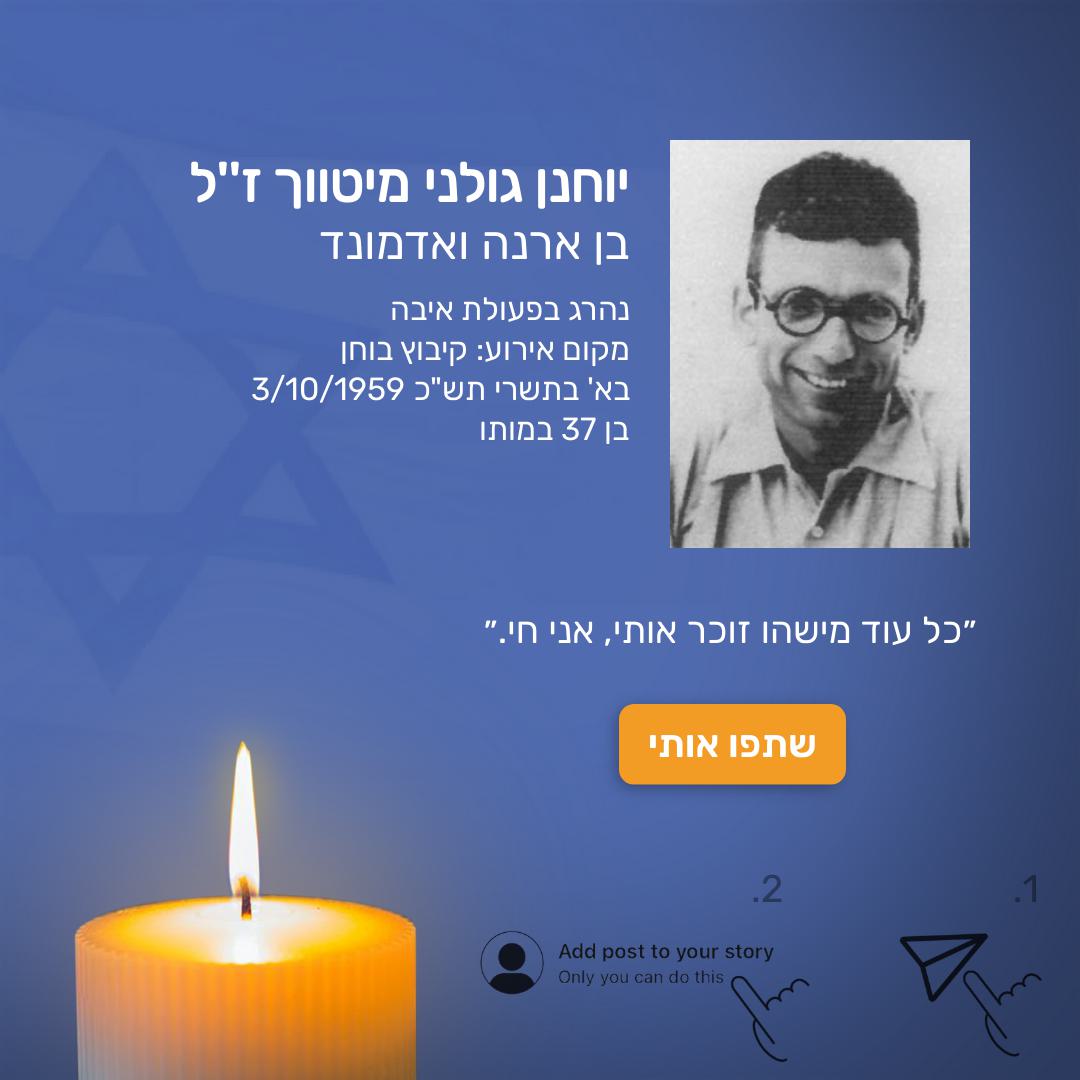 יוחנן גולני מיטווך ז''ל
בן ארנה ואדמונד
נהרג בפעולת איבה
מקום אירוע: קיבוץ בוחן
בא' בתשרי תש"כ 3/10/1959
בן 37 במותו
״כל עוד מישהו זוכר אותי, אני חי.״
שתפו אותי
.1
.2
Add post to your story
Only you can do this